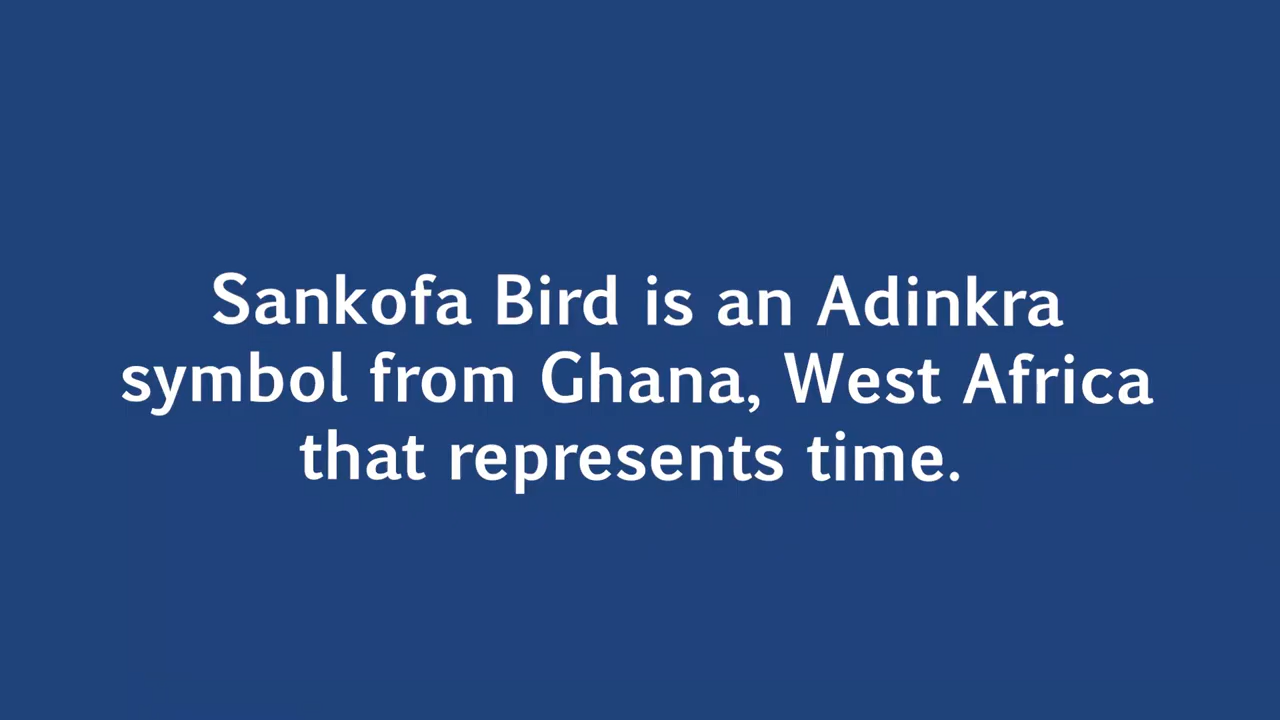 Sankofa Bird is an Adinkra
symbol from Ghana, West Africa
that represents time.